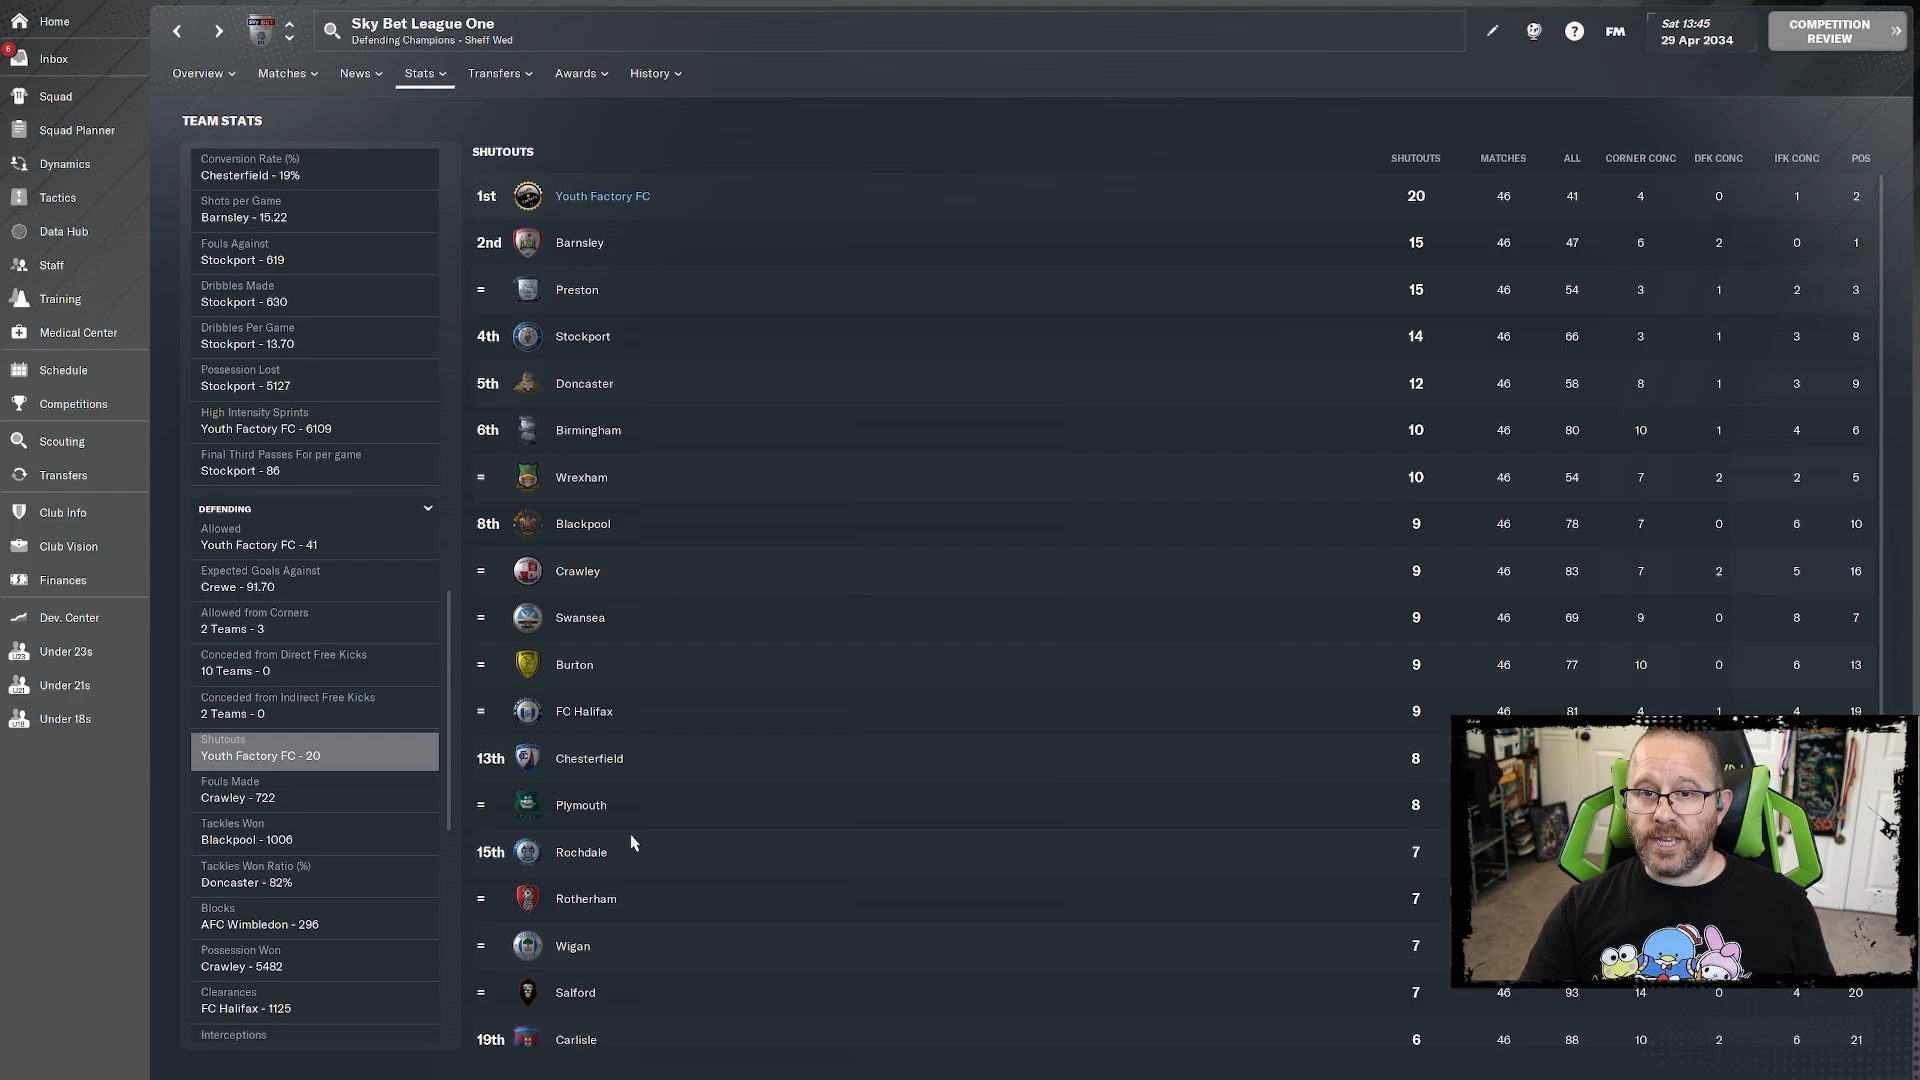 Home
Inbox
6
Squad
Squad Planner
Dynamics
Tactics
Data Hub
Staff
Training
Medical Center
Schedule
Competitions
Scouting
Transfers
Club Info
Club Vision
Finances
Dev. Center
U23 Under 23s
U21 Under 21s
U18 Under 18s
Sky Bet League One
Defending Champions - Sheff Wed
FM
Sat 13:45
29 Apr 2034
COMPETITION
REVIEW
Overview Matches News Stats Transfers Awards History
TEAM STATS
Conversion Rate (%)
Chesterfield - 19%
Shots per Game
Barnsley - 15.22
Fouls Against
Stockport - 619
Dribbles Made
Stockport - 630
Dribbles Per Game
Stockport - 13.70
Possession Lost
Stockport - 5127
High Intensity Sprints
Youth Factory FC - 6109
Final Third Passes For per game
Stockport - 86
DEFENDING
Allowed
Youth Factory FC - 41
Expected Goals Against
Crewe - 91.70
Allowed from Corners
2 Teams - 3
Conceded from Direct Free Kicks
10 Teams - 0
Conceded from Indirect Free Kicks
2 Teams - 0
Shutouts
Youth Factory FC - 20
Fouls Made
Crawley - 722
Tackles Won
Blackpool - 1006
Tackles Won Ratio (%)
Doncaster - 82%
Blocks
AFC Wimbledon - 296
Possession Won
Crawley - 5482
Clearances
FC Halifax - 1125
Interceptions
SHUTOUTS
SHUTOUTS MATCHES ALL CORNER CONC DFK CONC IFK CONC POS
1st Youth Factory FC 20 46 41 4 0 1 2
2nd Barnsley 15 46 47 6 2 0 1
= Preston 15 46 54 3 1 2 3
4th Stockport 14 46 66 3 1 3 8
5th Doncaster 12 46 58 8 1 3 9
6th Birmingham 10 46 80 10 1 4 6
= Wrexham 10 46 54 7 2 2 5
8th Blackpool 9 46 78 7 0 6 10
= Crawley 9 46 83 7 2 5 16
= Swansea 9 46 69 9 0 8 7
= Burton 9 46 77 10 0 6 13
= FC Halifax 9 46 81 4 1 4 19
13th Chesterfield 8
= Plymouth 8
15th Rochdale 7
= Rotherham 7
= Wigan 7
= Salford 7 46 93 14 0 4 20
19th Carlisle 6 46 88 10 2 6 21